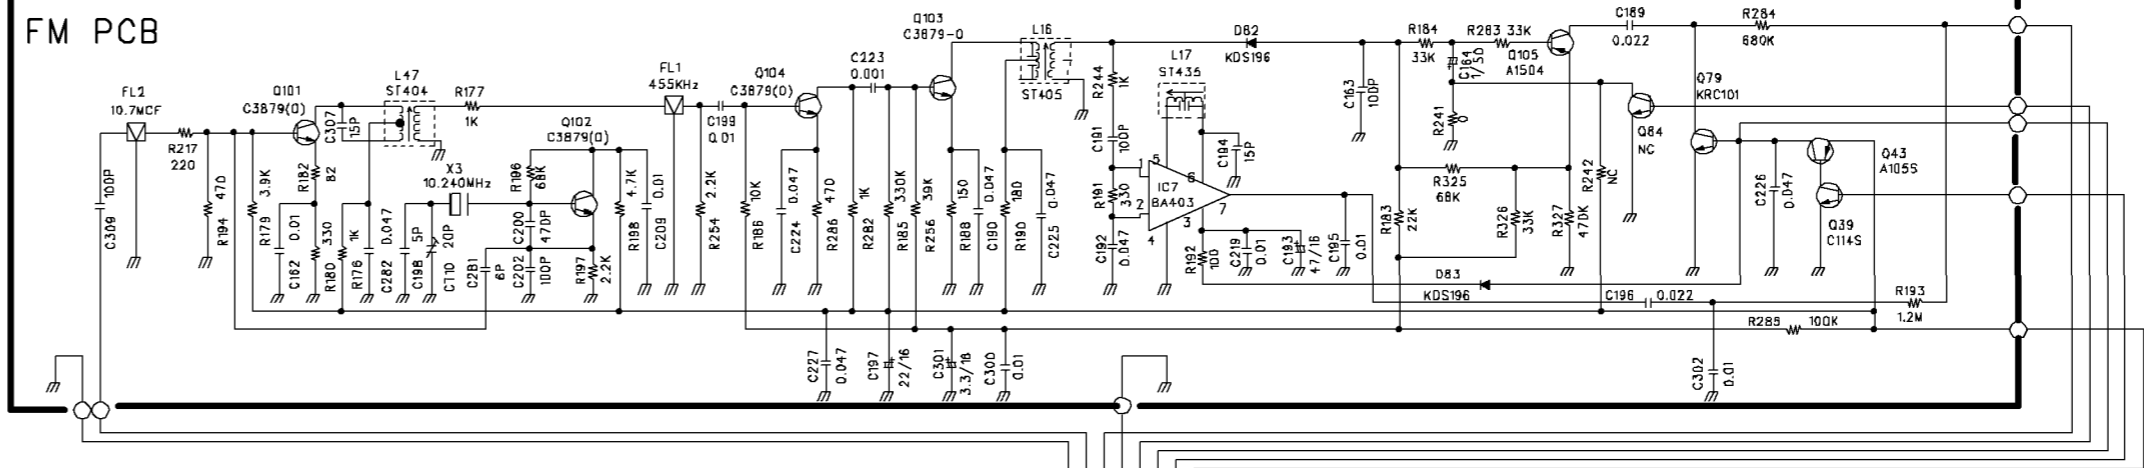 FM PCB
FL2
10.7MCF
R217
220
C309
100P
R194
470
R179
3.9K
Q101
C3879(O)
C307
15P
L47
ST404
R177
1K
R182
82
C162
0.01
R180
330
R176
1K
C282
0.047
C198
5P
C710
20P
X3
10.240MHz
C281
6P
Q102
C3879(O)
R196
68K
C200
470P
C202
100P
R197
2.2K
R198
4.7K
C209
0.01
FL1
455KHz
R254
2.2K
C199
0.01
Q104
C3879(O)
R186
10K
C224
0.047
R286
470
C223
0.001
R282
1K
R185
330K
R256
39K
Q103
C3879-O
R188
150
C190
0.047
R190
180
C225
0.047
L16
ST405
C227
0.047
C197
22/16
C301
3.3/16
C300
0.01
R244
1K
C191
100P
R191
330
C192
0.047
L17
ST435
C194
15P
IC7
BA403
1
2
3
4
5
6
7
R192
100
C219
0.01
C193
47/16
C195
0.01
D82
KDS196
C163
100P
R184
33K
C164
1/50
R283 33K
Q105
A1504
R241
0
R325
68K
R183
22K
R326
33K
R327
470K
R242
NC
D83
KDS196
C196 0.022
C189
0.022
R284
680K
Q79
KRC101
Q84
NC
C226
0.047
Q43
A105S
Q39
C114S
R193
1.2M
R285 100K
C302
0.01